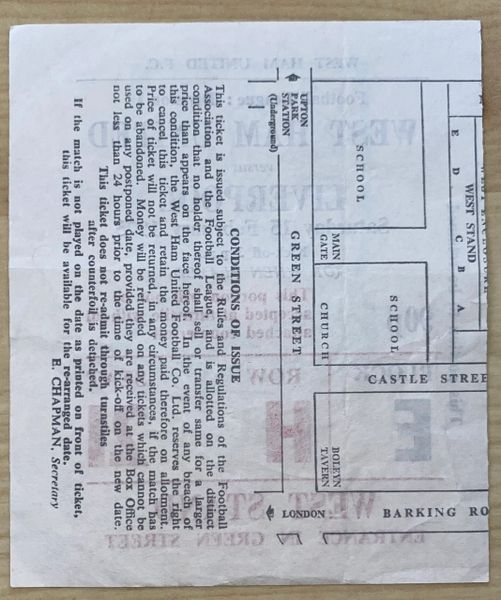 WEST STAND
E D C B A
SCHOOL
SCHOOL
CASTLE STREE
BARKING RO
MAIN
GATE
CHURCH
BOLEYN
TAVERN
UPTON
PARK
STATION
(Underground)
GREEN STREET
LONDON
CONDITIONS OF ISSUE
This ticket is issued subject to the Rules and Regulations of the Football
Association and the Football League, and is allotted on the distinct
condition that no holder thereof shall sell or transfer same for a larger
price than appears on the face hereof. In the event of any breach of
this condition, the West Ham United Football Co. Ltd. reserves the right
to cancel this ticket and retain the money paid therefore on allotment.
Price of ticket will not be returned, in any circumstances, if the match has
to be abandoned. Money will be refunded on any tickets which cannot be
used on any postponed date, provided they are received at the Box Office
not less than 24 hours prior to the time of kick-off on the new date.
This ticket does not re-admit through turnstiles
after counterfoil is detached.
If the match is not played on the date as printed on front of ticket,
this ticket will be available for the re-arranged date.
E. CHAPMAN, Secretary